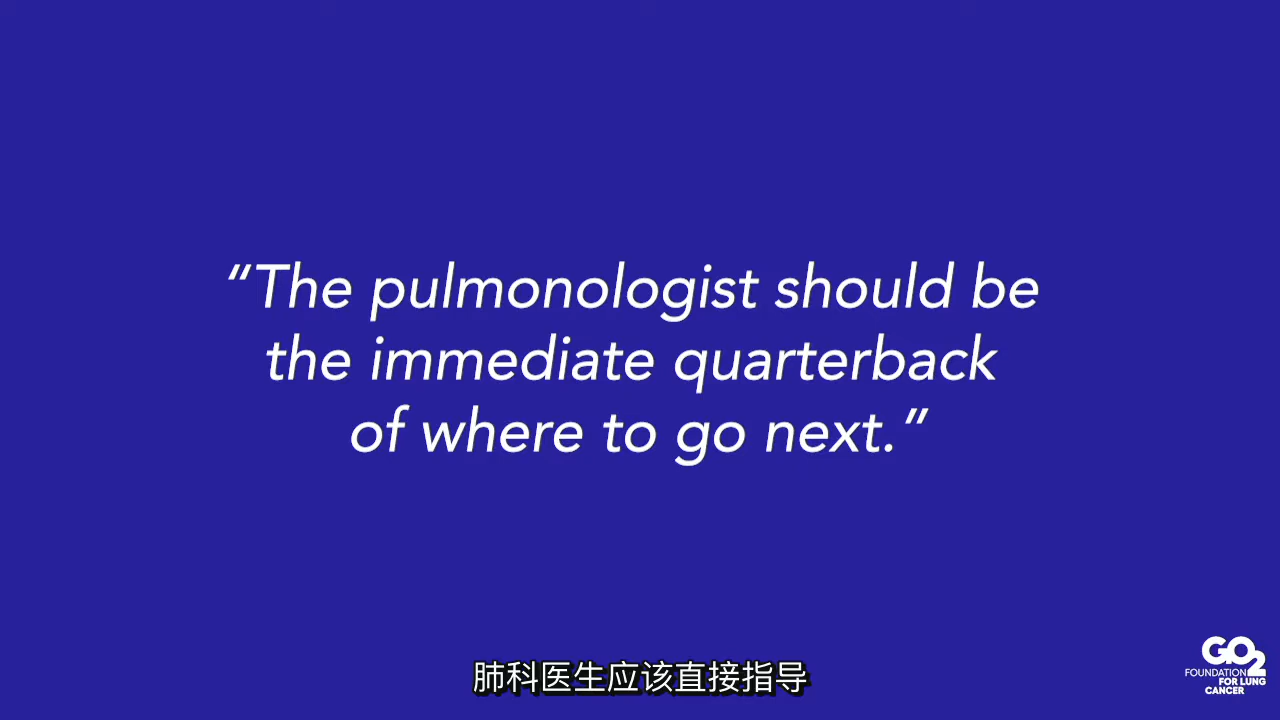 “The pulmonologist should be
the immediate quarterback
of where to go next.”
肺科医生应该直接指导
GO2
FOUNDATION
FOR LUNG
CANCER